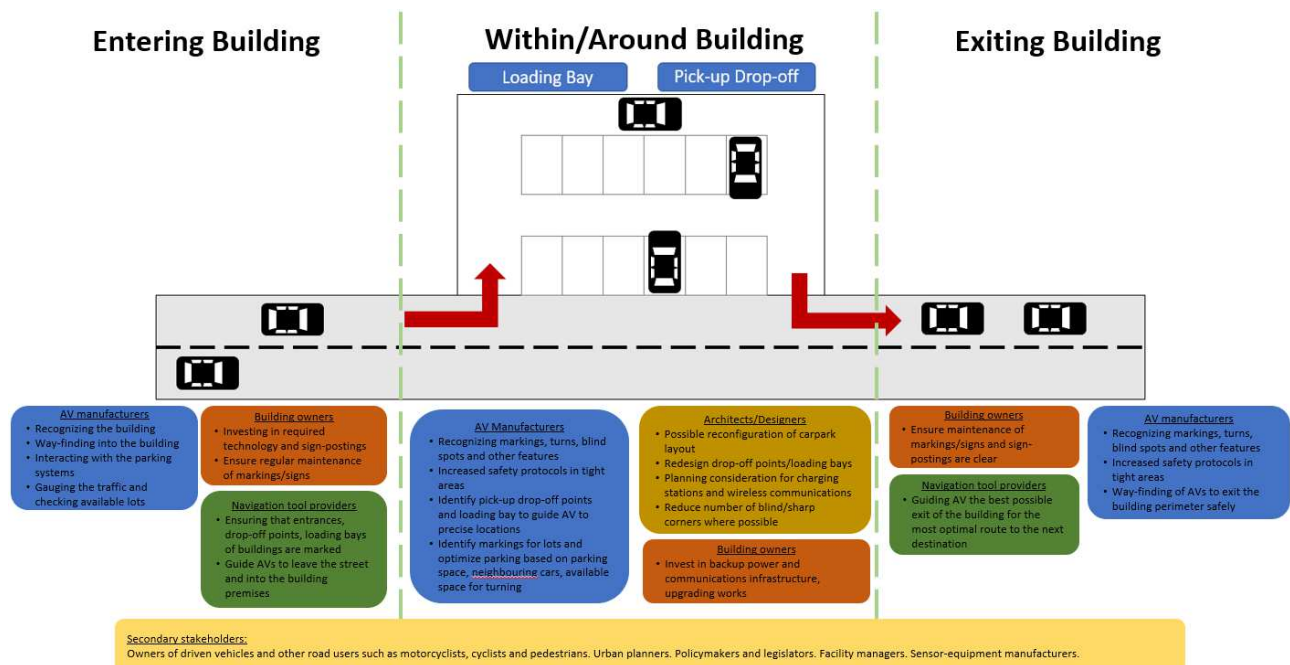 Entering Building
Within/Around Building
Exiting Building
Loading Bay
Pick-up Drop-off
AV manufacturers
• Recognizing the building
• Way-finding into the building
• Interacting with the parking
systems
• Gauging the traffic and
checking available lots
Building owners
• Investing in required
technology and sign-postings
• Ensure regular maintenance
of markings/signs
Navigation tool providers
• Ensuring that entrances,
drop-off points, loading bays
of buildings are marked
• Guide AVs to leave the street
and into the building
premises
AV Manufacturers
• Recognizing markings, turns, blind
spots and other features
• Increased safety protocols in tight
areas
• Identify pick-up drop-off points
and loading bay to guide AV to
precise locations
• Identify markings for lots and
optimize parking based on parking
space, neighbouring cars, available
space for turning
Architects/Designers
• Possible reconfiguration of carpark
layout
• Redesign drop-off points/loading bays
• Planning consideration for charging
stations and wireless communications
• Reduce number of blind/sharp
corners where possible
Building owners
• Invest in backup power and
communications infrastructure,
upgrading works
Building owners
• Ensure maintenance of
markings/signs and sign-
postings are clear
Navigation tool providers
• Guiding AV the best possible
exit of the building for the
most optimal route to the next
destination
AV manufacturers
• Recognizing markings, turns,
blind spots and other features
• Increased safety protocols in
tight areas
• Way-finding of AVs to exit the
building perimeter safely
Secondary stakeholders:
Owners of driven vehicles and other road users such as motorcyclists, cyclists and pedestrians. Urban planners. Policymakers and legislators. Facility managers. Sensor-equipment manufacturers.